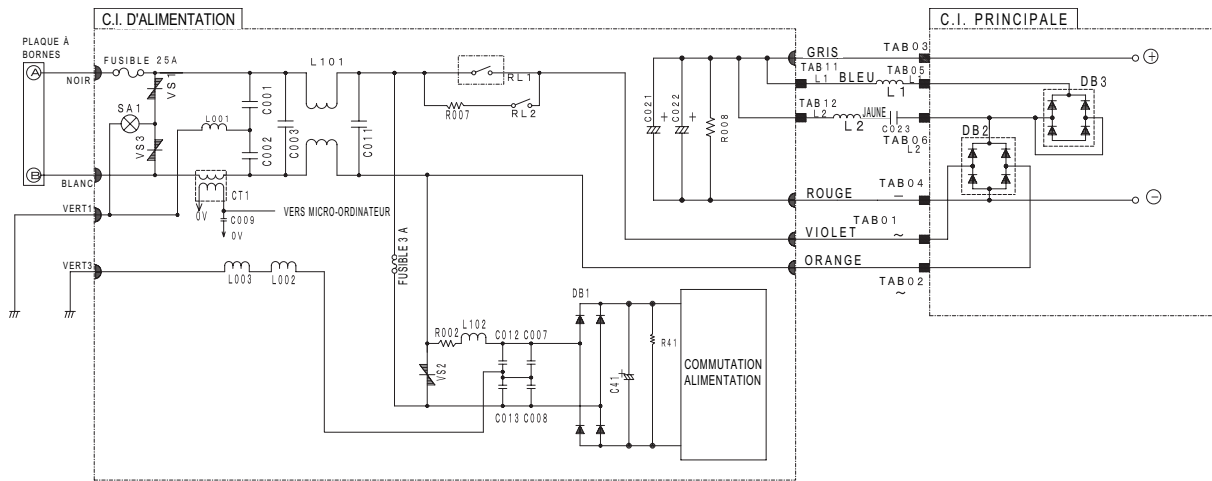 C.I. D'ALIMENTATION
C.I. PRINCIPALE
PLAQUE À
BORNES
A
NOIR
FUSIBLE 25A
VS1
SA1
VS3
L001
C001
C002
C003
L101
C011
RL1
R007
RL2
C021
+
C022
+
R008
GRIS
TAB03
+
TAB11
L1
BLEU
L1
TAB05
L1
DB3
TAB12
L2
L2
JAUNE
C023
TAB06
L2
DB2
B
BLANC
CT1
0V
C009
0V
VERS MICRO-ORDINATEUR
VERT1
ROUGE
TAB04
–
−
TAB01
VIOLET
~
ORANGE
TAB02
~
VERT3
L003
L002
FUSIBLE 3A
R002
L102
VS2
C012
C007
C013
C008
DB1
C41
+
R41
COMMUTATION
ALIMENTATION